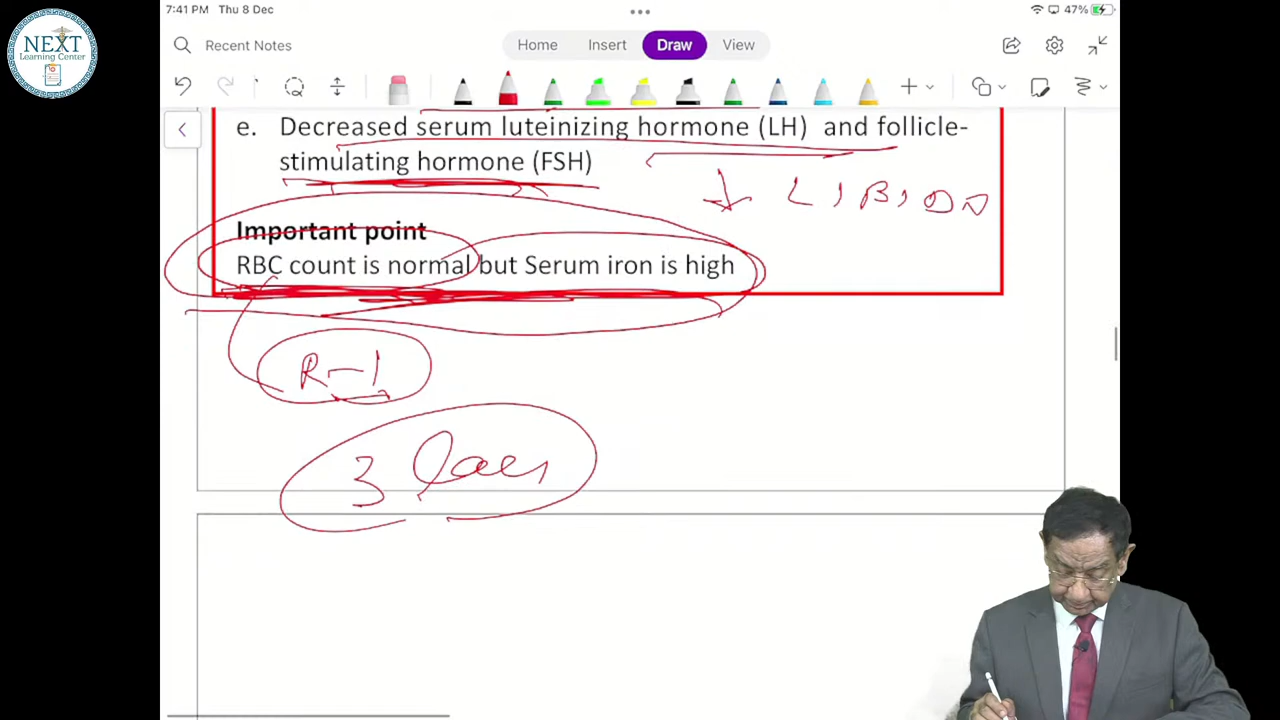 7:41 PM Thu 8 Dec
47%
NEXT
Learning Center
Recent Notes
Home Insert Draw View
e. Decreased serum luteinizing hormone (LH) and follicle-
stimulating hormone (FSH)
↓ LIBIDO
Important point
RBC count is normal but Serum iron is high
R-1
3